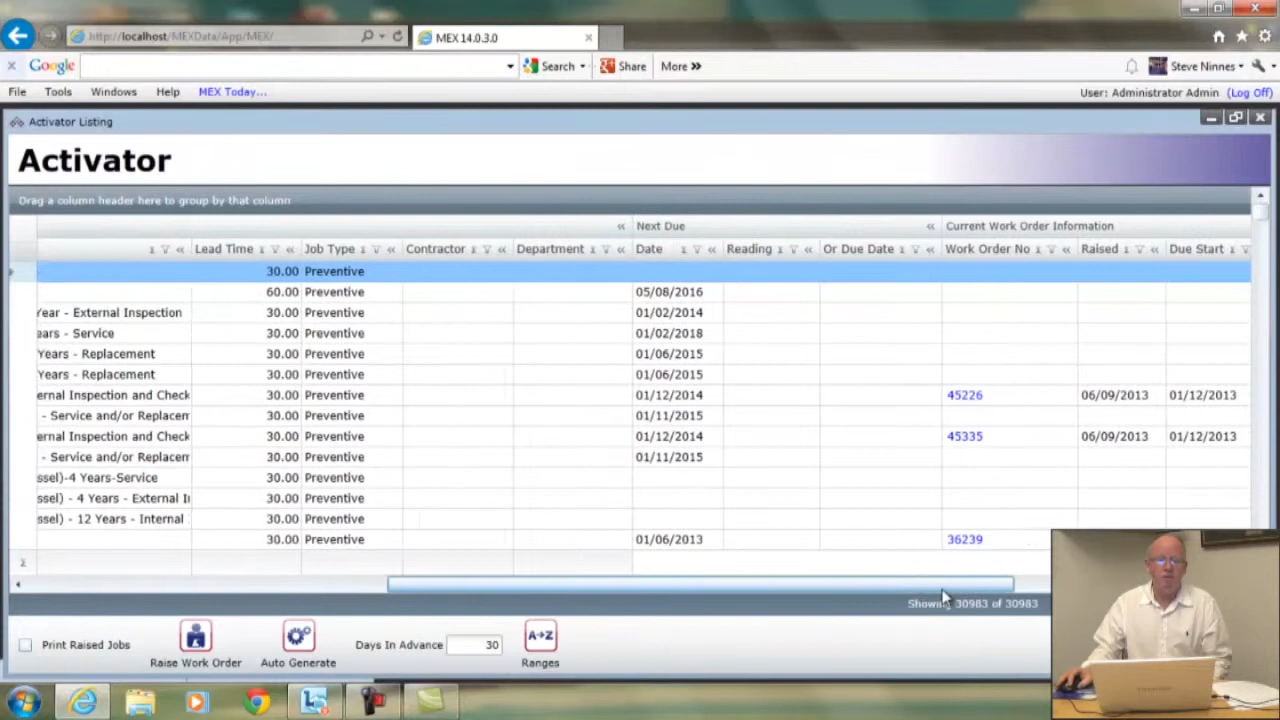 http://localhost/MEXData/App/MEX/
MEX 14.0.3.0
Google Search Share More » Steve Ninnes
File Tools Windows Help MEX Today... User: Administrator Admin (Log Off)
Activator Listing
Activator
Drag a column header here to group by that column
Next Due Current Work Order Information
Lead Time Job Type Contractor Department Date Reading Or Due Date Work Order No Raised Due Start
30.00 Preventive
60.00 Preventive 05/08/2016
Year - External Inspection 30.00 Preventive 01/02/2014
ears - Service 30.00 Preventive 01/02/2018
Years - Replacement 30.00 Preventive 01/06/2015
Years - Replacement 30.00 Preventive 01/06/2015
ernal Inspection and Check 30.00 Preventive 01/12/2014 45226 06/09/2013 01/12/2013
- Service and/or Replacem 30.00 Preventive 01/11/2015
ernal Inspection and Check 30.00 Preventive 01/12/2014 45335 06/09/2013 01/12/2013
- Service and/or Replacem 30.00 Preventive 01/11/2015
ssel)-4 Years-Service 30.00 Preventive
ssel) - 4 Years - External I 30.00 Preventive
ssel) - 12 Years - Internal 30.00 Preventive
30.00 Preventive 01/06/2013 36239
Showing 30983 of 30983
A→Z
Print Raised Jobs Days In Advance 30
Raise Work Order Auto Generate Ranges